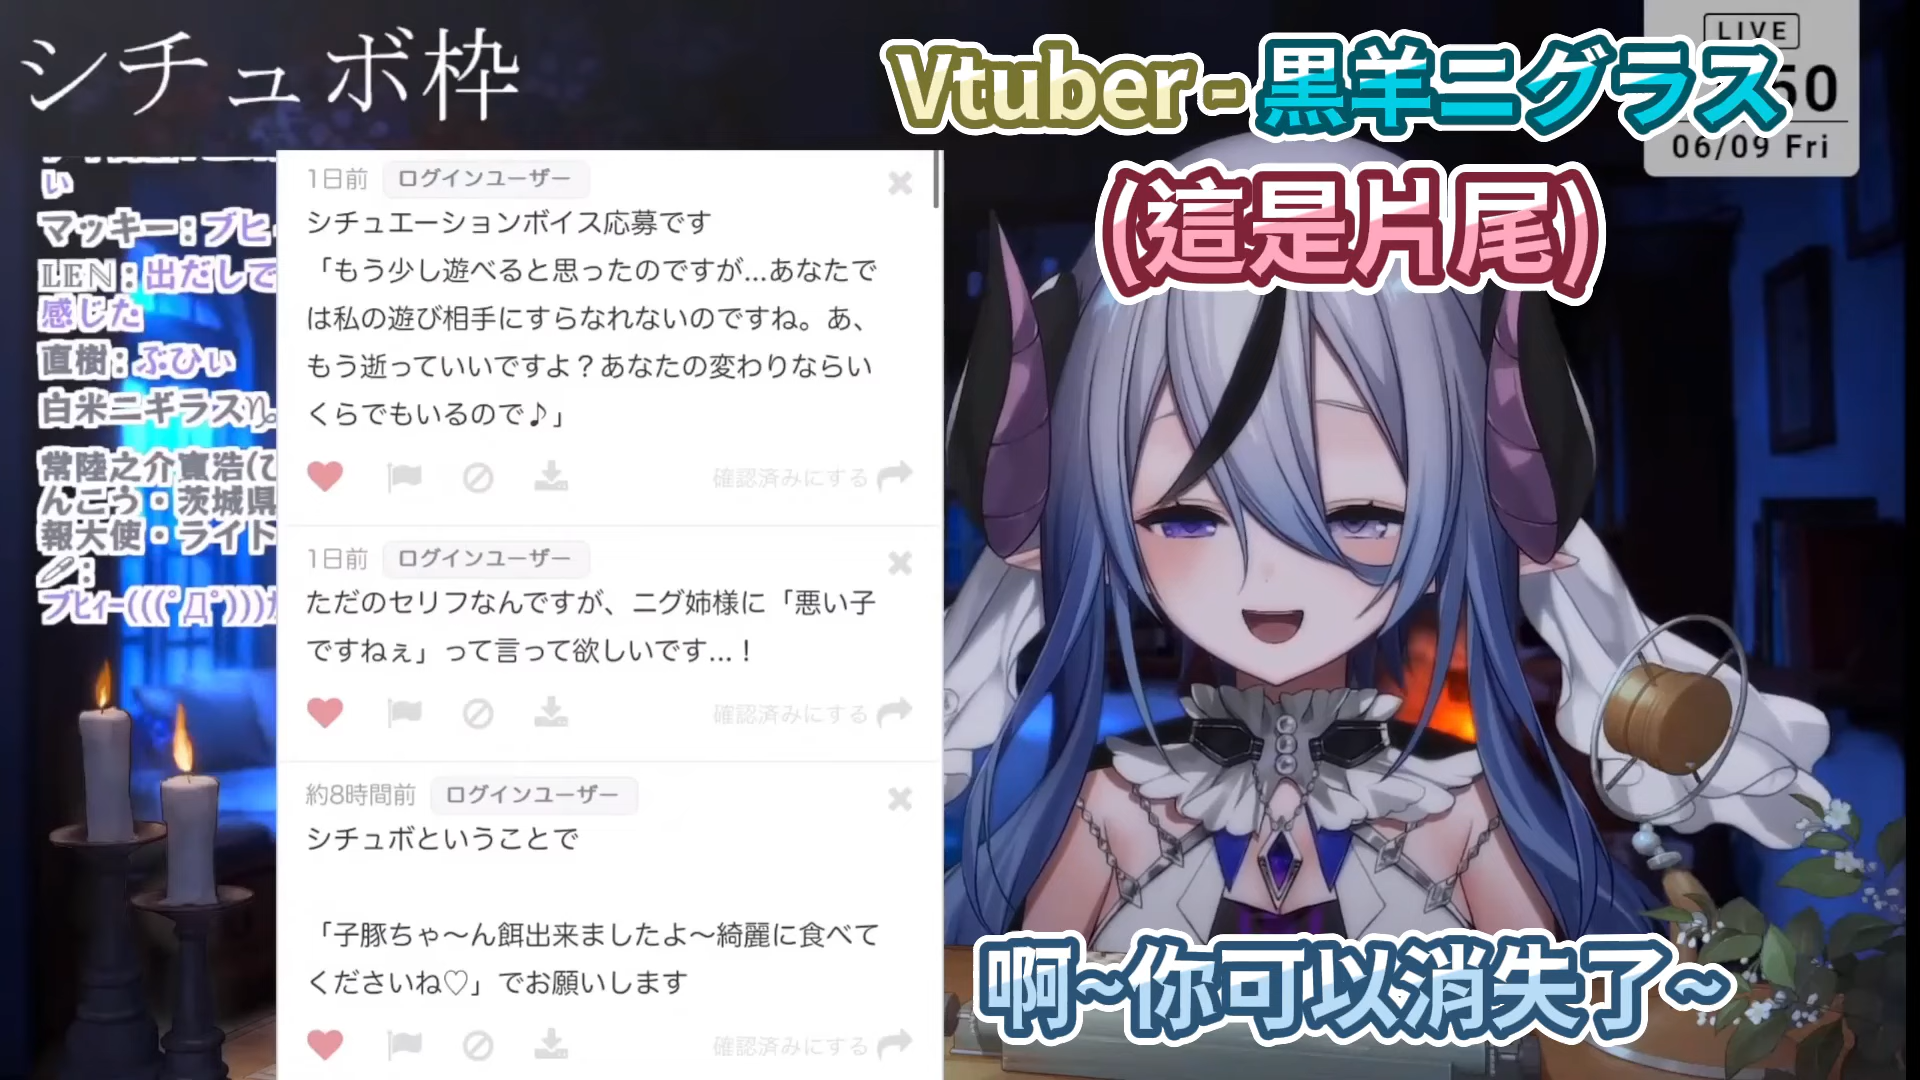 シチュボ枠
Vtuber - 黒羊ニグラス
(這是片尾)
LIVE
50
06/09 Fri
い
マッキー : ブヒ
LEN : 出だしで
感じた
直樹 : ぶひぃ
白米ニギラス♑
常陸之介寛浩(ひ
んこう・茨城県
報大使・ライト
🖊 :
ブヒィー(((゚Д゚)))ガ
1日前 ログインユーザー
シチュエーションボイス応募です
「もう少し遊べると思ったのですが...あなたで
は私の遊び相手にすらなれないのですね。あ、
もう逝っていいですよ？あなたの変わりならい
くらでもいるので♪」
確認済みにする
1日前 ログインユーザー
ただのセリフなんですが、ニグ姉様に「悪い子
ですねぇ」って言って欲しいです...！
確認済みにする
約8時間前 ログインユーザー
シチュボということで
「子豚ちゃ〜ん餌出来ましたよ〜綺麗に食べて
くださいね♡」でお願いします
確認済みにする
啊~你可以消失了~